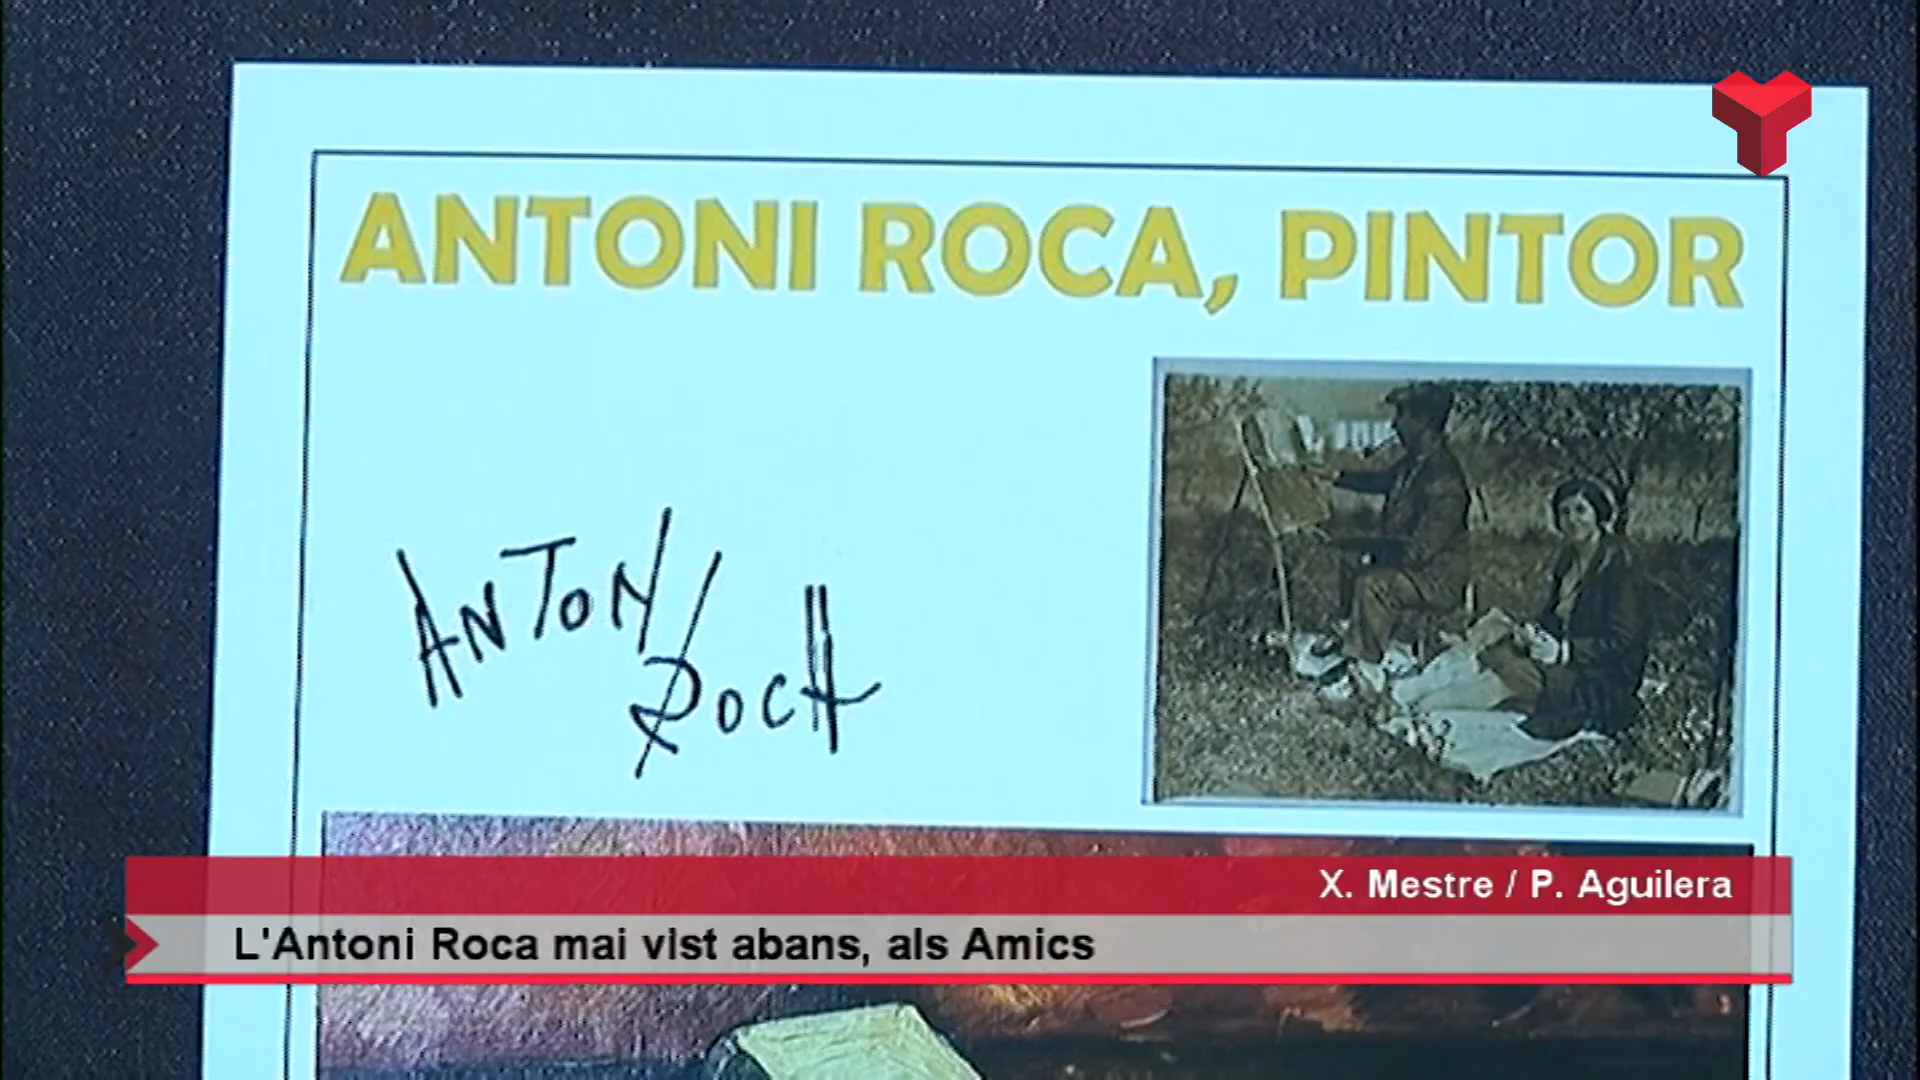 ANTONI ROCA, PINTOR
ANTONI
ROCA
X. Mestre / P. Aguilera
L'Antoni Roca mai vist abans, als Amics